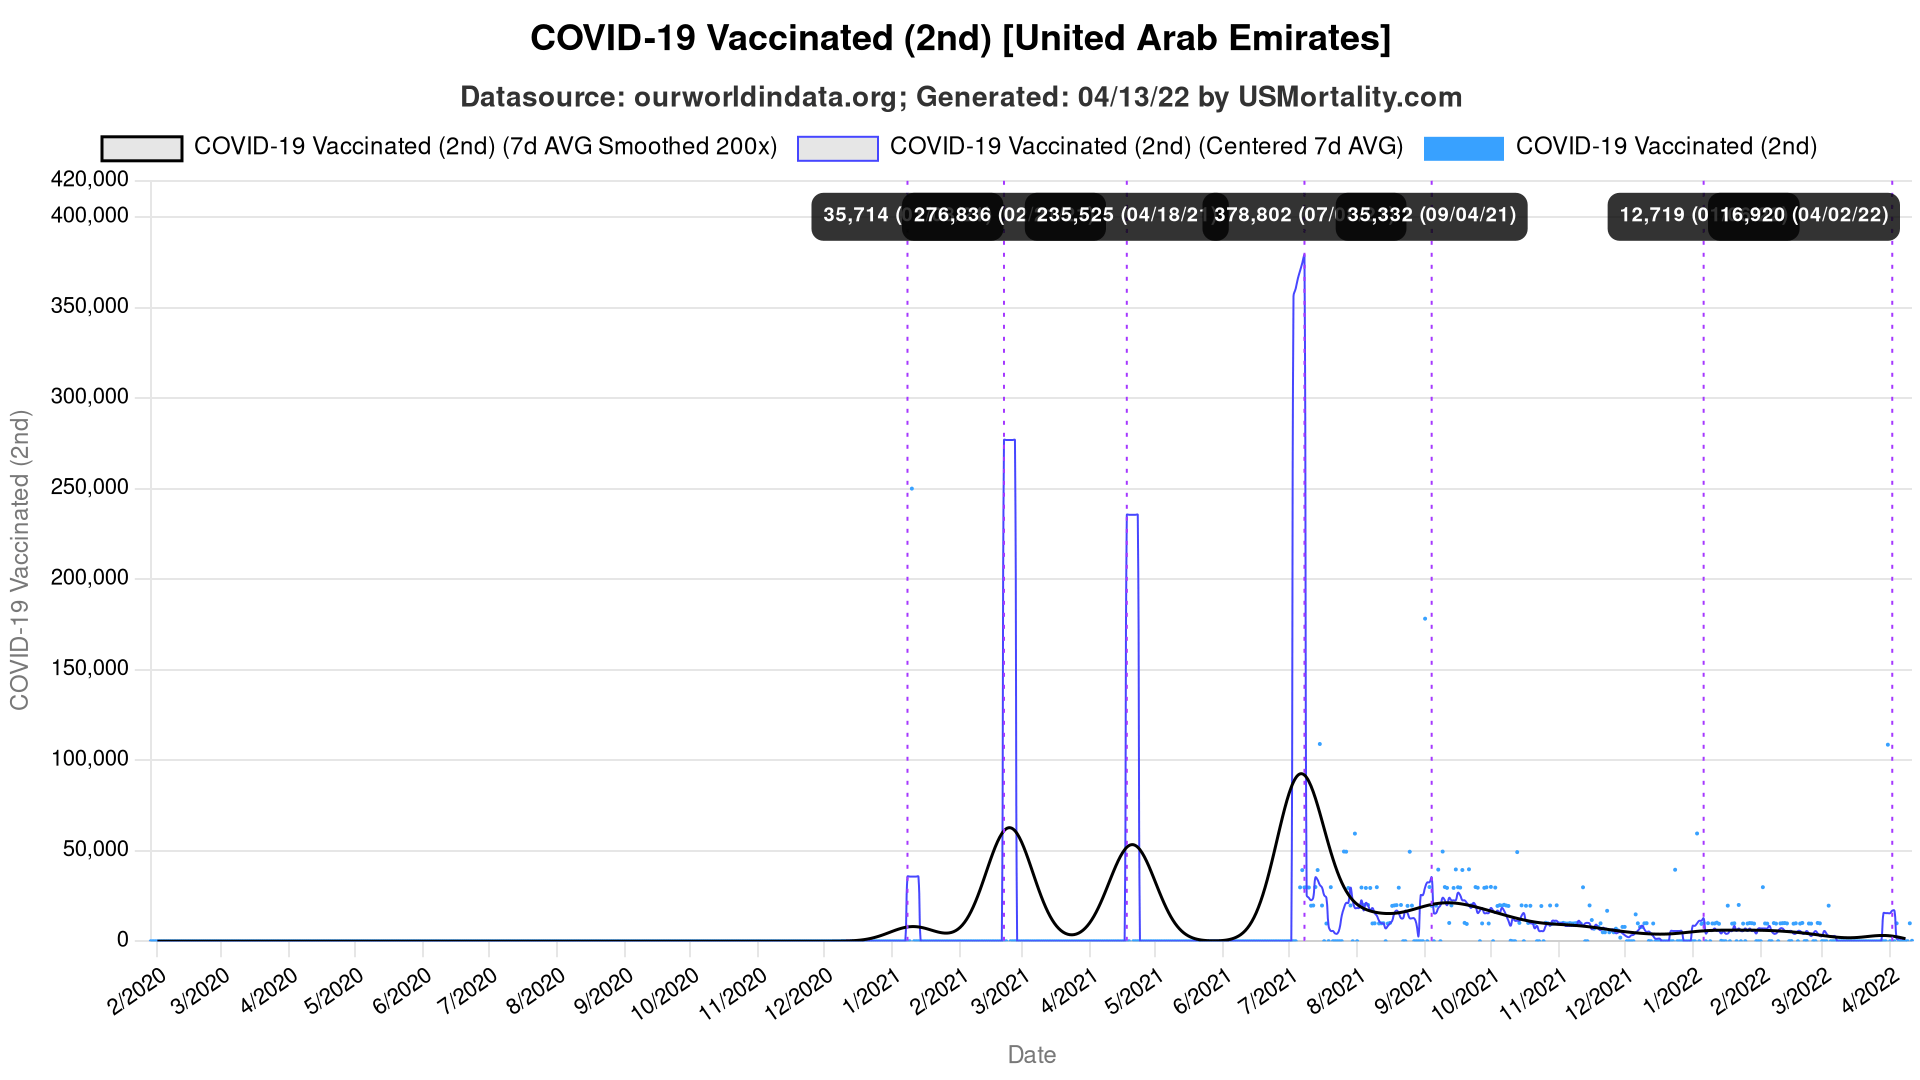 COVID-19 Vaccinated (2nd) [United Arab Emirates]
Datasource: ourworldindata.org; Generated: 04/13/22 by USMortality.com
COVID-19 Vaccinated (2nd) (7d AVG Smoothed 200x) COVID-19 Vaccinated (2nd) (Centered 7d AVG) COVID-19 Vaccinated (2nd)
35,714 276,836 (02/ 235,525 (04/18/21) 378,802 (07/ 35,332 (09/04/21) 12,719 16,920 (04/02/22)
420,000
400,000
350,000
300,000
250,000
200,000
150,000
100,000
50,000
0
COVID-19 Vaccinated (2nd)
2/2020 3/2020 4/2020 5/2020 6/2020 7/2020 8/2020 9/2020 10/2020 11/2020 12/2020 1/2021 2/2021 3/2021 4/2021 5/2021 6/2021 7/2021 8/2021 9/2021 10/2021 11/2021 12/2021 1/2022 2/2022 3/2022 4/2022
Date